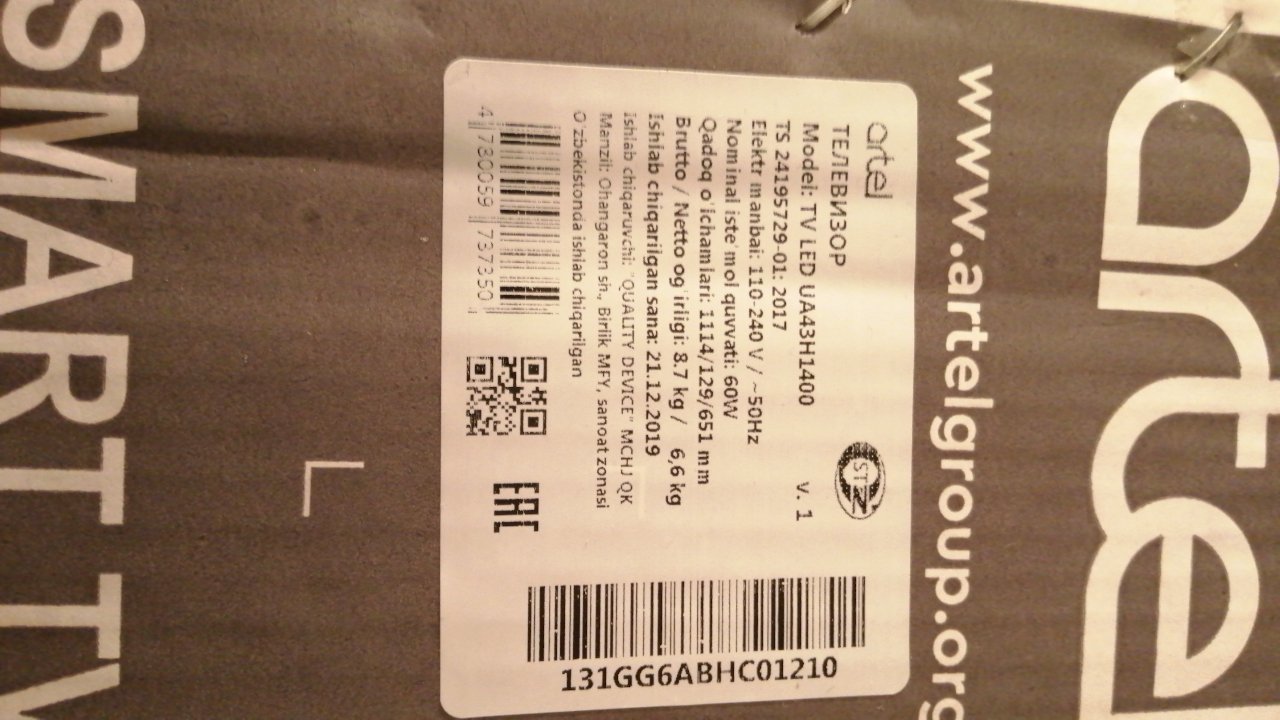 arte
www.artelgroup.org
artel
ТЕЛЕВИЗОР
Model: TV LED UA43H1400 v. 1
TS 24195729-01: 2017
Elektr manbai: 110-240 V / ~50Hz
Nominal iste'mol quvvati: 60W
Qadoq o'lchamlari: 1114/129/651 mm
Brutto / Netto og'irligi: 8.7 kg / 6,6 kg
Ishlab chiqarilgan sana: 21.12.2019
Ishlab chiqaruvchi: "QUALITY DEVICE" MCHJ QK
Manzil: Ohangaron sh., Birlik MFY, sanoat zonasi
O'zbekistonda ishlab chiqarilgan
4 780059 737350
EAC
131GG6ABHC01210
SMART TV